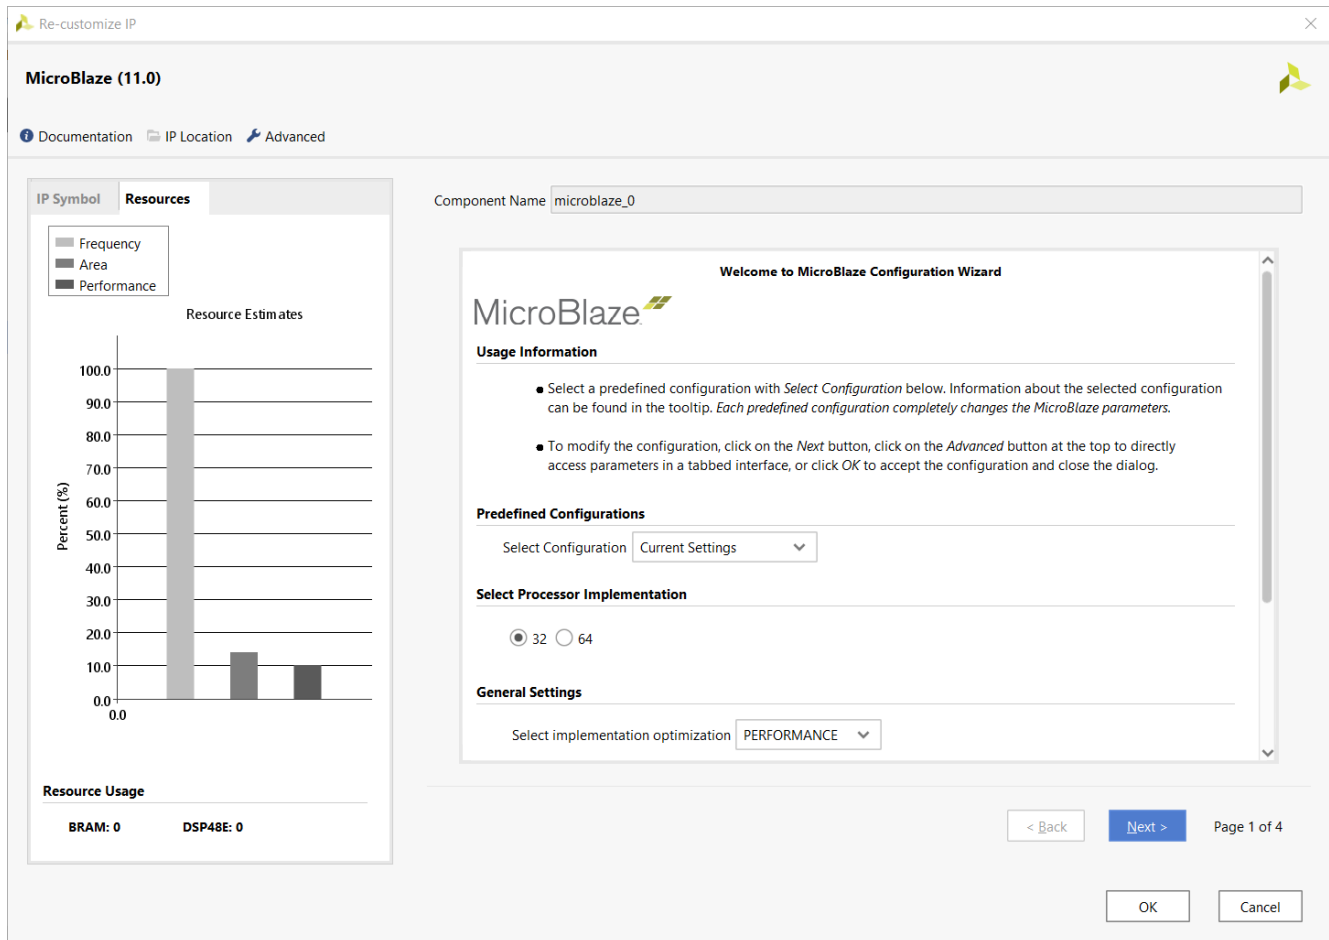 Re-customize IP
MicroBlaze (11.0)
Documentation IP Location Advanced
IP Symbol Resources
Frequency
Area
Performance
Resource Estimates
100.0
90.0
80.0
70.0
60.0
50.0
40.0
30.0
20.0
10.0
0.0
0.0
Percent (%)
Resource Usage
BRAM: 0 DSP48E: 0
Component Name microblaze_0
Welcome to MicroBlaze Configuration Wizard
MicroBlaze
Usage Information
Select a predefined configuration with Select Configuration below. Information about the selected configuration
can be found in the tooltip. Each predefined configuration completely changes the MicroBlaze parameters.
To modify the configuration, click on the Next button, click on the Advanced button at the top to directly
access parameters in a tabbed interface, or click OK to accept the configuration and close the dialog.
Predefined Configurations
Select Configuration Current Settings
Select Processor Implementation
32 64
General Settings
Select implementation optimization PERFORMANCE
< Back Next > Page 1 of 4
OK Cancel